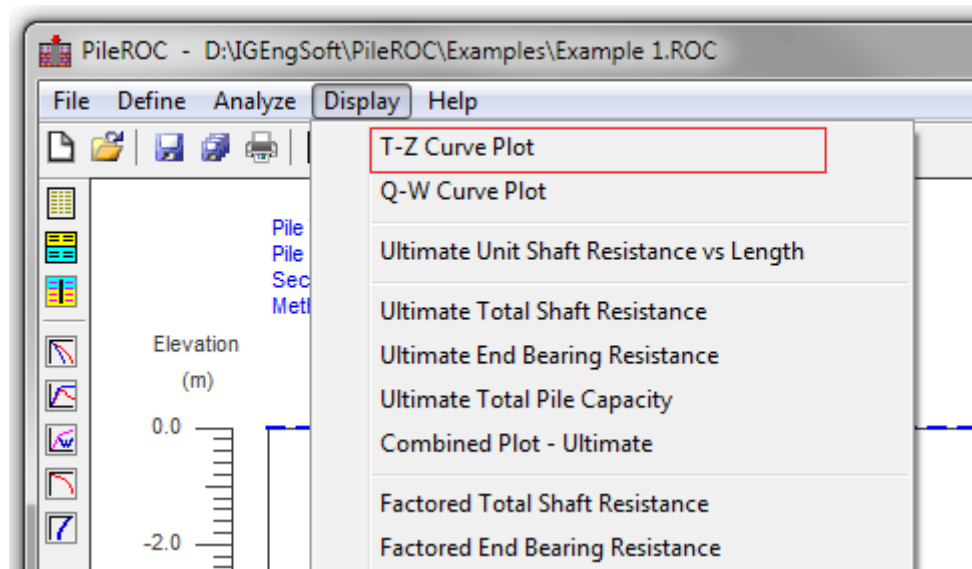 PileROC - D:\IGEngSoft\PileROC\Examples\Example 1.ROC
File Define Analyze Display Help
T-Z Curve Plot
Q-W Curve Plot
Ultimate Unit Shaft Resistance vs Length
Ultimate Total Shaft Resistance
Ultimate End Bearing Resistance
Ultimate Total Pile Capacity
Combined Plot - Ultimate
Factored Total Shaft Resistance
Factored End Bearing Resistance
Pile
Pile
Sec
Met
Elevation
(m)
0.0
-2.0